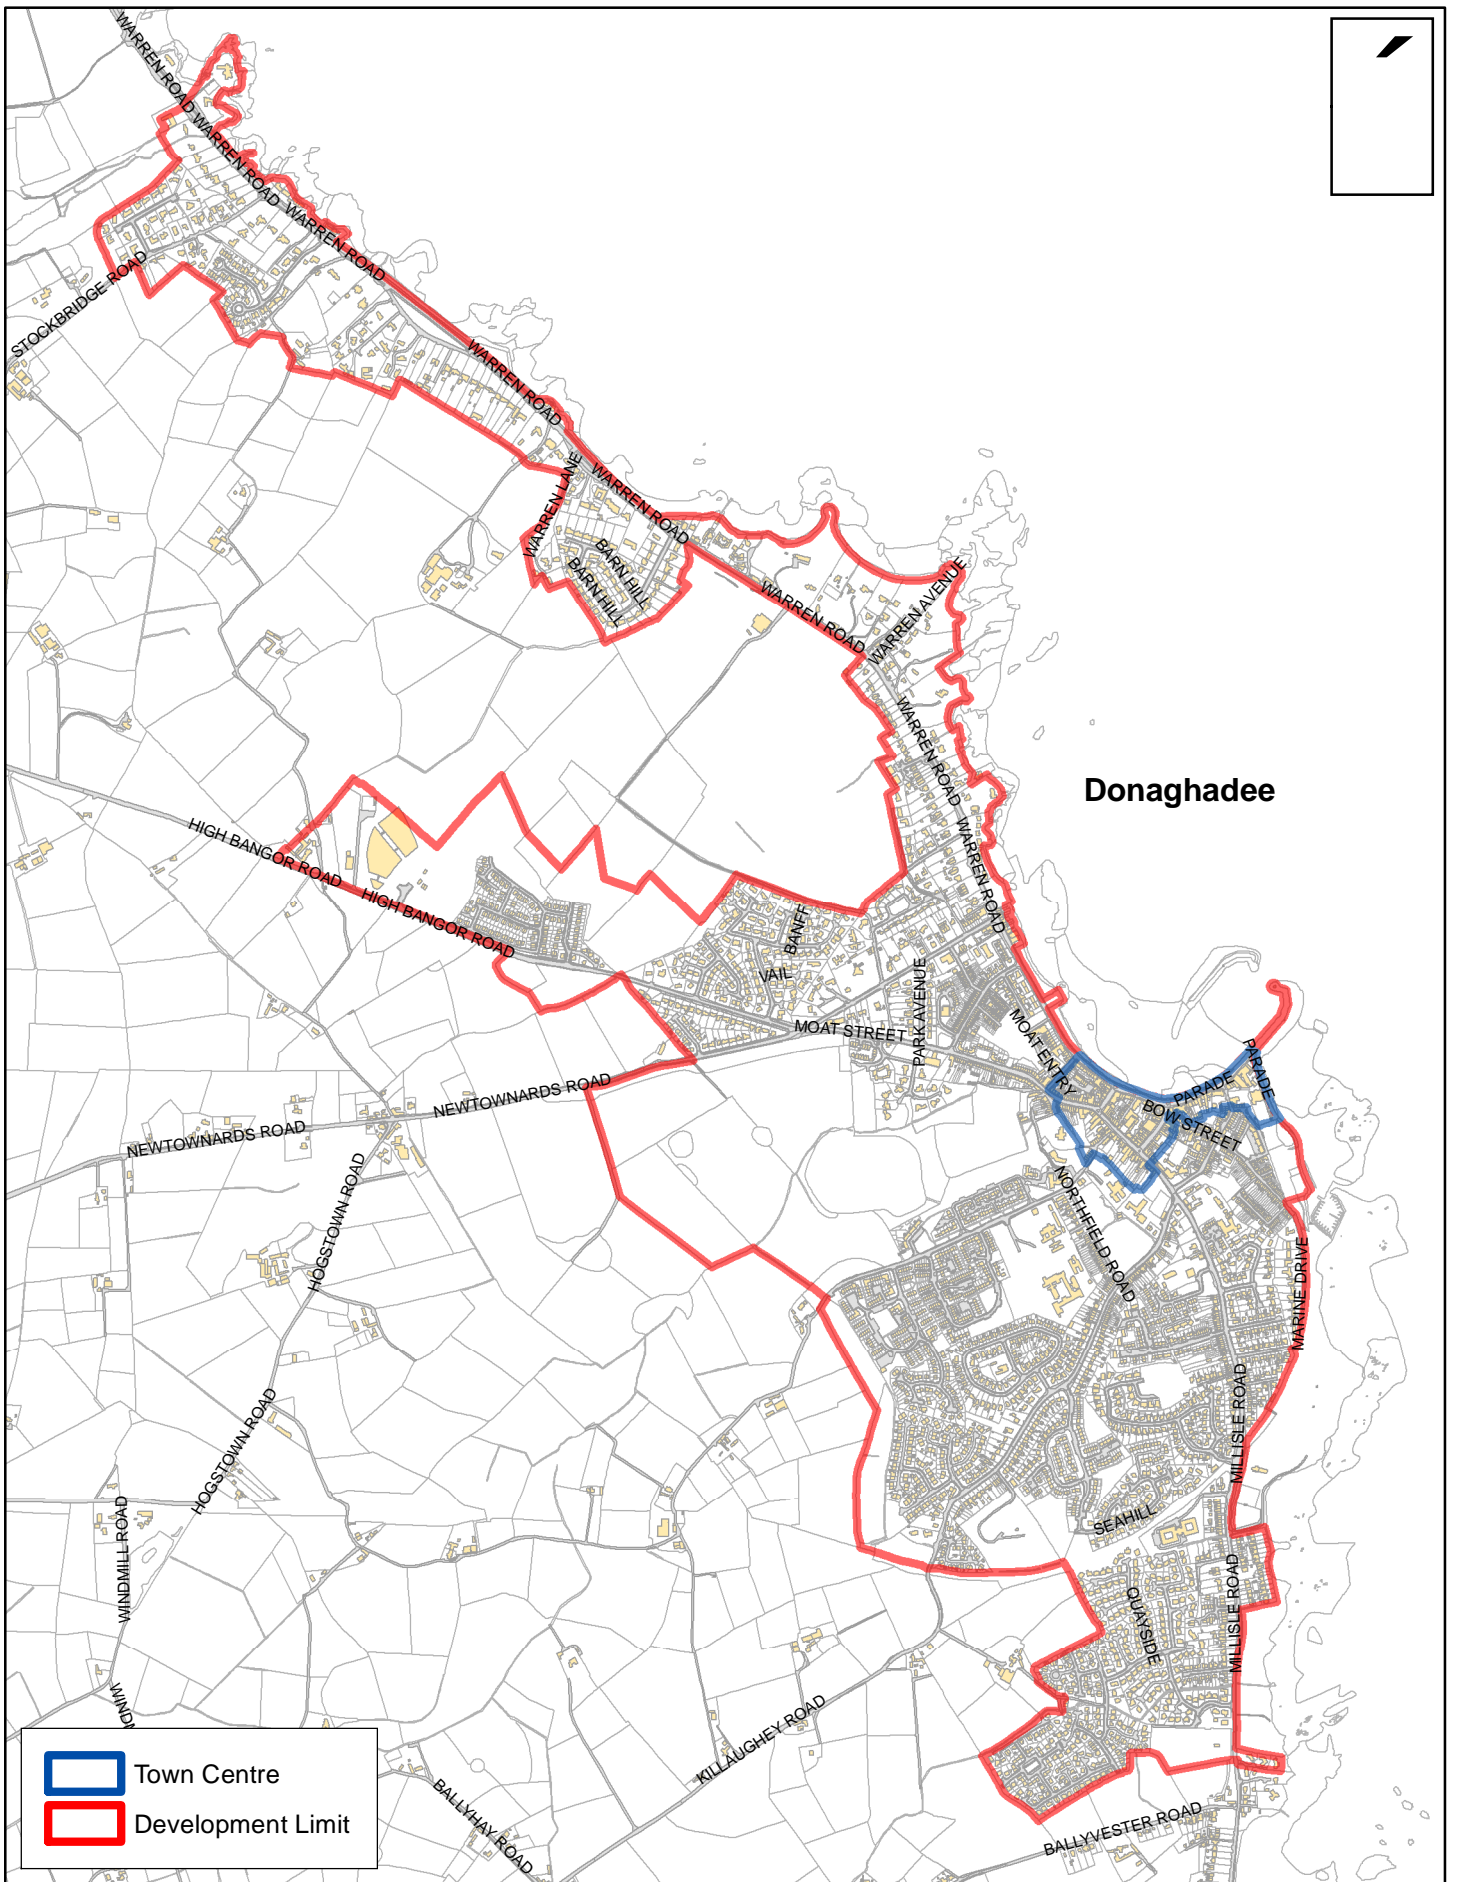 WARREN ROAD
WARREN ROAD
WARREN ROAD
STOCKBRIDGE ROAD
WARREN ROAD
WARREN LANE
WARREN ROAD
BARN HILL
BARN HILL
WARREN ROAD
WARREN AVENUE
WARREN ROAD
Donaghadee
WARREN ROAD
HIGH BANGOR ROAD
HIGH BANGOR ROAD
BANFF
VAIL
PARK AVENUE
MOAT STREET
MOAT ENTRY
PARADE
PARADE
BOW STREET
NEWTOWNARDS ROAD
NEWTOWNARDS ROAD
HOGSTOWN ROAD
NORTHFIELD ROAD
MARINE DRIVE
MILLISLE ROAD
HOGSTOWN ROAD
WINDMILL ROAD
SEAHILL
QUAYSIDE
MILLISLE ROAD
WINDM
KILLAUGHEY ROAD
BALLYHAY ROAD
BALLYVESTER ROAD
Town Centre
Development Limit